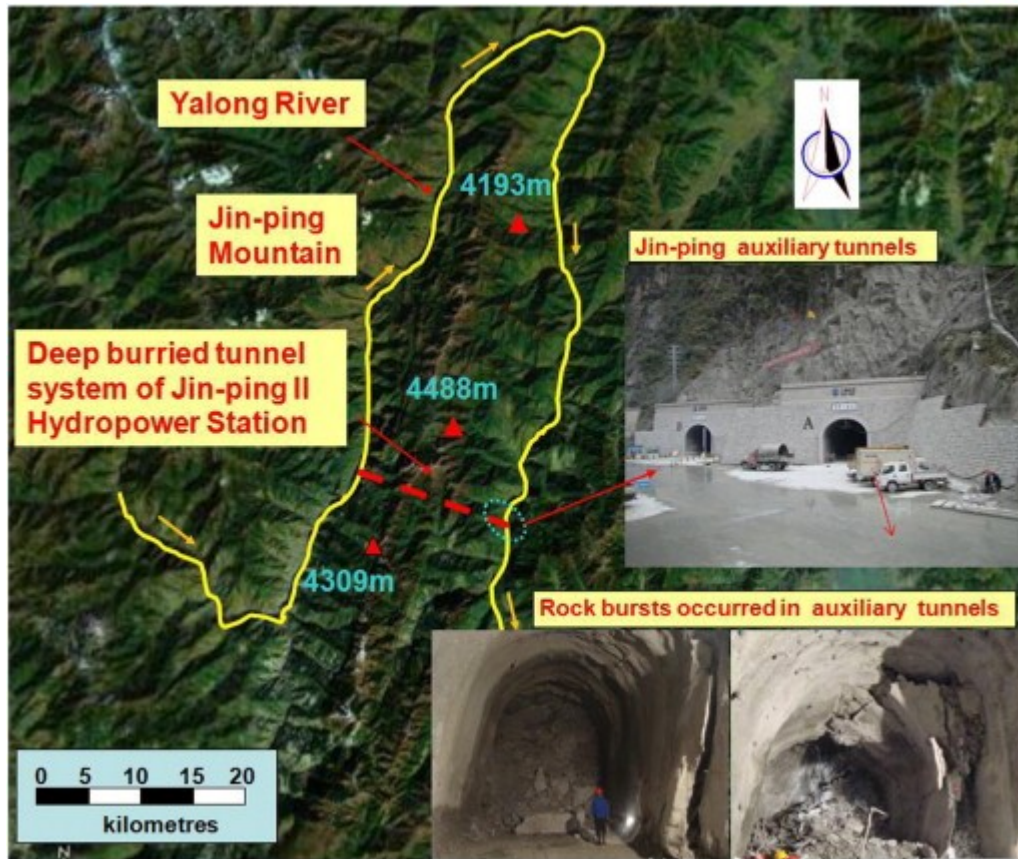 N
Yalong River
4193m
Jin-ping
Mountain
Jin-ping auxiliary tunnels
Deep burried tunnel
system of Jin-ping II
Hydropower Station
4488m
A
4309m
Rock bursts occurred in auxiliary tunnels
0 5 10 15 20
kilometres
N